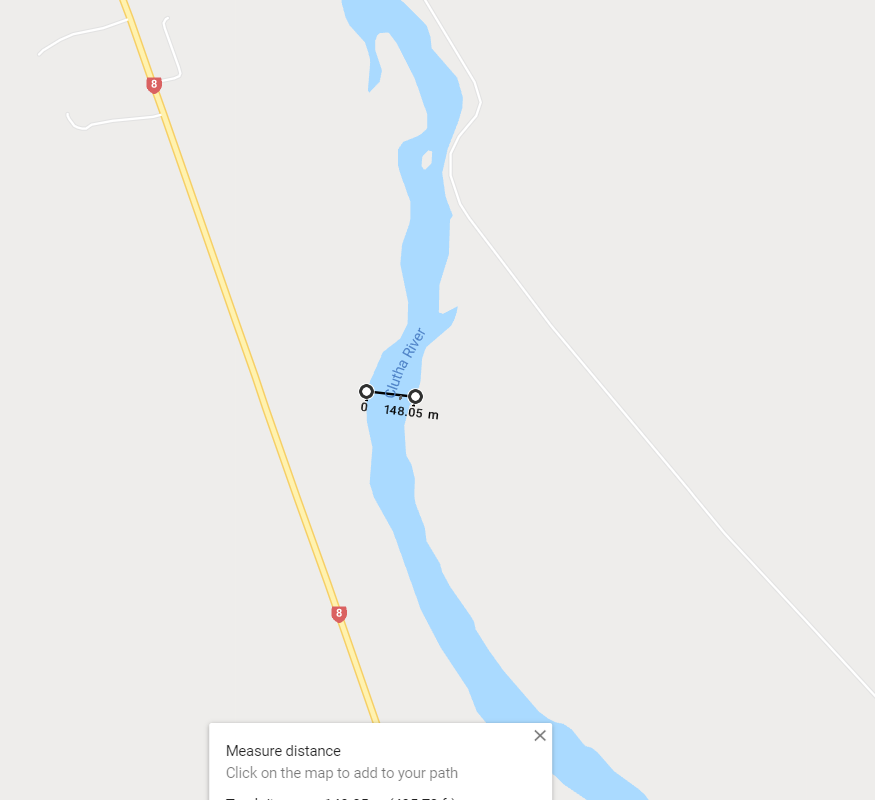 8
Clutha River
0
148.05 m
8
Measure distance
Click on the map to add to your path